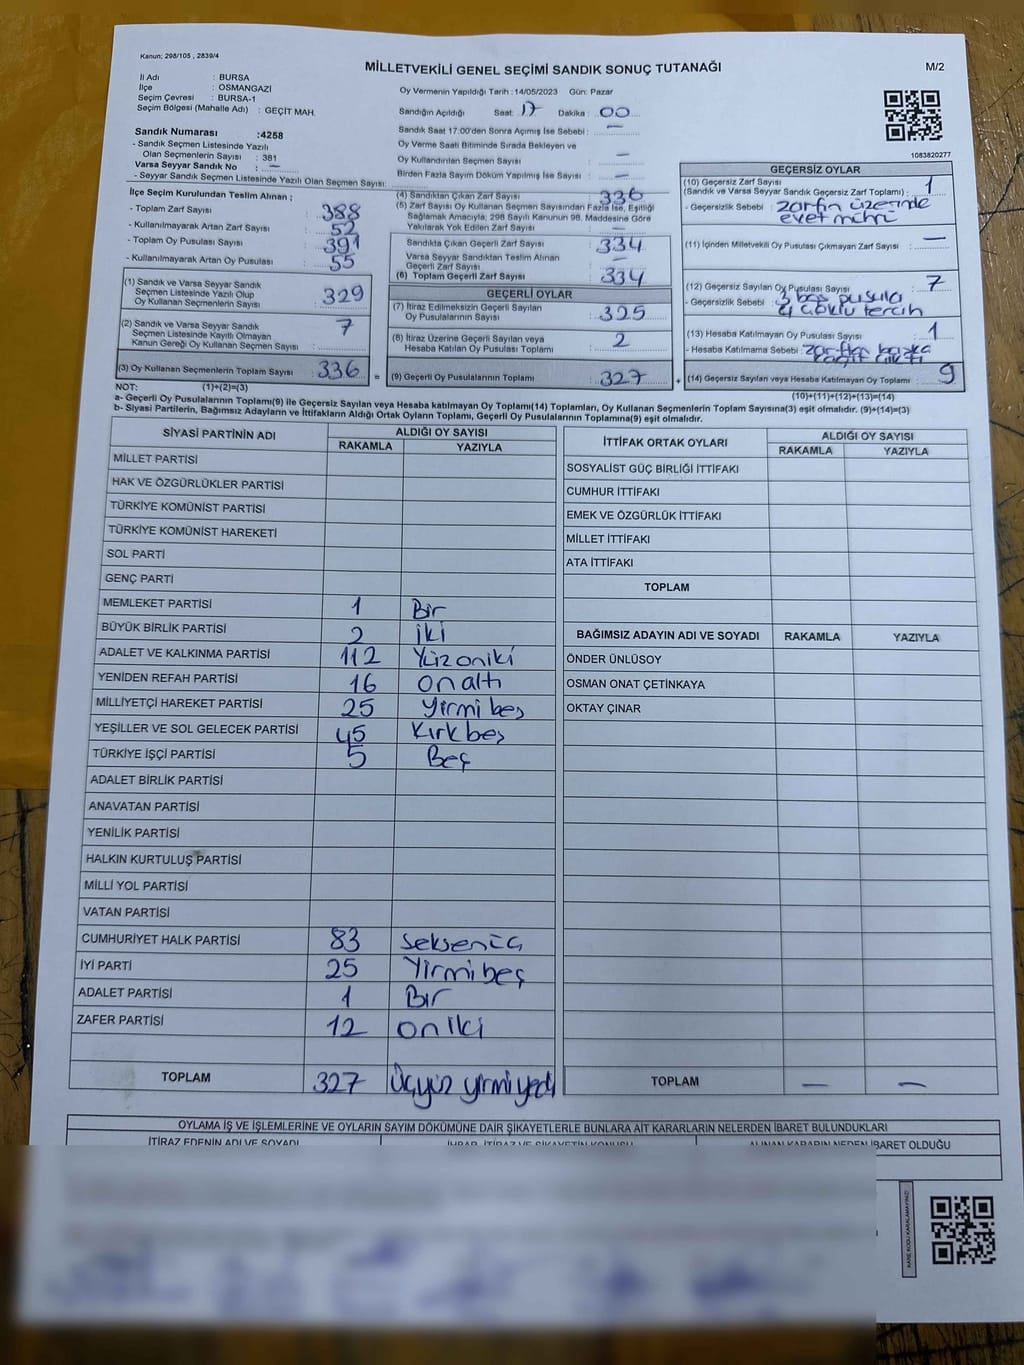 Kanun; 298/105 , 2839/4
MİLLETVEKİLİ GENEL SEÇİMİ SANDIK SONUÇ TUTANAĞI
M/2
İl Adı : BURSA
İlçe : OSMANGAZİ
Seçim Çevresi : BURSA-1
Seçim Bölgesi (Mahalle Adı) : GEÇİT MAH.
Sandık Numarası :4258
- Sandık Seçmen Listesinde Yazılı
Olan Seçmenlerin Sayısı : 381
Varsa Seyyar Sandık No : —
- Seyyar Sandık Seçmen Listesinde Yazılı Olan Seçmen Sayısı:
Oy Vermenin Yapıldığı Tarih :14/05/2023 Gün: Pazar
Sandığın Açıldığı Saat: 17 Dakika : 00
Sandık Saat 17:00'den Sonra Açılmış İse Sebebi : —
Oy Verme Saati Bitiminde Sırada Bekleyen ve
Oy Kullandırılan Seçmen Sayısı : —
Birden Fazla Sayım Döküm Yapılmış İse Sayısı : —
1083820277
İlçe Seçim Kurulundan Teslim Alınan ;
- Toplam Zarf Sayısı : 388
- Kullanılmayarak Artan Zarf Sayısı : 52
- Toplam Oy Pusulası Sayısı : 391
- Kullanılmayarak Artan Oy Pusulası : 55
(1) Sandık ve Varsa Seyyar Sandık
Seçmen Listesinde Yazılı Olup
Oy Kullanan Seçmenlerin Sayısı : 329
(2) Sandık ve Varsa Seyyar Sandık
Seçmen Listesinde Kayıtlı Olmayan
Kanun Gereği Oy Kullanan Seçmen Sayısı : 7
(3) Oy Kullanan Seçmenlerin Toplam Sayısı : 336
(4) Sandıktan Çıkan Zarf Sayısı : 336
(5) Zarf Sayısı Oy Kullanan Seçmen Sayısından Fazla İse, Eşitliği
Sağlamak Amacıyla; 298 Sayılı Kanunun 98. Maddesine Göre
Yakılarak Yok Edilen Zarf Sayısı : —
Sandıkta Çıkan Geçerli Zarf Sayısı : 334
Varsa Seyyar Sandıktan Teslim Alınan
Geçerli Zarf Sayısı : —
(6) Toplam Geçerli Zarf Sayısı : 334
GEÇERLİ OYLAR
(7) İtiraz Edilmeksizin Geçerli Sayılan
Oy Pusulalarının Sayısı : 325
(8) İtiraz Üzerine Geçerli Sayılan veya
Hesaba Katılan Oy Pusulası Toplamı : 2
= (9) Geçerli Oy Pusulalarının Toplamı : 327
GEÇERSİZ OYLAR
(10) Geçersiz Zarf Sayısı
(Sandık ve Varsa Seyyar Sandık Geçersiz Zarf Toplamı) : 1
- Geçersizlik Sebebi : zarfın üzerinde
evet mührü
(11) İçinden Milletvekili Oy Pusulası Çıkmayan Zarf Sayısı : —
(12) Geçersiz Sayılan Oy Pusulası Sayısı : 7
- Geçersizlik Sebebi : 3 boş pusula
4 çoklu tercih
(13) Hesaba Katılmayan Oy Pusulası Sayısı : 1
- Hesaba Katılmama Sebebi : zarftan başka
kağıt çıktı
+ (14) Geçersiz Sayılan veya Hesaba Katılmayan Oy Toplamı : 9
NOT: (1)+(2)=(3) (10)+(11)+(12)+(13)=(14)
a- Geçerli Oy Pusulalarının Toplamı(9) ile Geçersiz Sayılan veya Hesaba katılmayan Oy Toplamı(14) Toplamları, Oy Kullanan Seçmenlerin Toplam Sayısına(3) eşit olmalıdır. (9)+(14)=(3)
b- Siyasi Partilerin, Bağımsız Adayların ve İttifakların Aldığı Ortak Oyların Toplamı, Geçerli Oy Pusulalarının Toplamına(9) eşit olmalıdır.
SİYASİ PARTİNİN ADI ALDIĞI OY SAYISI
RAKAMLA YAZIYLA
MİLLET PARTİSİ
HAK VE ÖZGÜRLÜKLER PARTİSİ
TÜRKİYE KOMÜNİST PARTİSİ
TÜRKİYE KOMÜNİST HAREKETİ
SOL PARTİ
GENÇ PARTİ
MEMLEKET PARTİSİ 1 Bir
BÜYÜK BİRLİK PARTİSİ 2 iki
ADALET VE KALKINMA PARTİSİ 112 Yüzoniki
YENİDEN REFAH PARTİSİ 16 onaltı
MİLLİYETÇİ HAREKET PARTİSİ 25 Yirmi beş
YEŞİLLER VE SOL GELECEK PARTİSİ 45 Kırkbeş
TÜRKİYE İŞÇİ PARTİSİ 5 Beş
ADALET BİRLİK PARTİSİ
ANAVATAN PARTİSİ
YENİLİK PARTİSİ
HALKIN KURTULUŞ PARTİSİ
MİLLİ YOL PARTİSİ
VATAN PARTİSİ
CUMHURİYET HALK PARTİSİ 83 Seksenüç
İYİ PARTİ 25 Yirmibeş
ADALET PARTİSİ 1 Bır
ZAFER PARTİSİ 12 oniki
TOPLAM 327 Üçyüz yirmiyedi
İTTİFAK ORTAK OYLARI ALDIĞI OY SAYISI
RAKAMLA YAZIYLA
SOSYALİST GÜÇ BİRLİĞİ İTTİFAKI
CUMHUR İTTİFAKI
EMEK VE ÖZGÜRLÜK İTTİFAKI
MİLLET İTTİFAKI
ATA İTTİFAKI
TOPLAM
BAĞIMSIZ ADAYIN ADI VE SOYADI RAKAMLA YAZIYLA
ÖNDER ÜNLÜSOY
OSMAN ONAT ÇETİNKAYA
OKTAY ÇINAR
TOPLAM — —
OYLAMA İŞ VE İŞLEMLERİNE VE OYLARIN SAYIM DÖKÜMÜNE DAİR ŞİKAYETLERLE BUNLARA AİT KARARLARIN NELERDEN İBARET BULUNDUKLARI
İTİRAZ EDENİN ADI VE SOYADI İHBAR, İTİRAZ VE ŞİKAYETİN KONUSU ALINAN KARARIN NEDEN İBARET OLDUĞU
KARE KODU KARALAMAYINIZ!